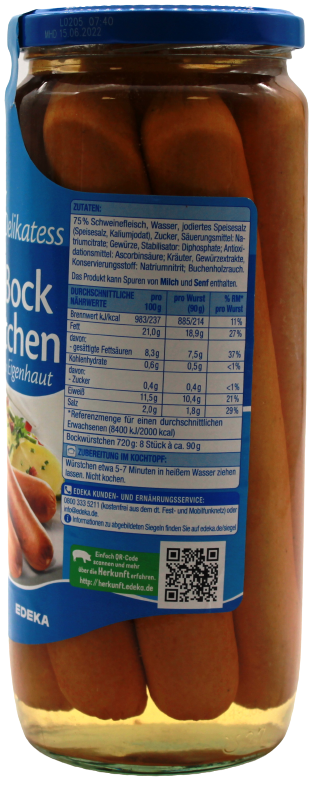 L0205 07:40
MHD 15.06.2022
Delikatess
Bock
chen
Eigenhaut
EDEKA
ZUTATEN:
75% Schweinefleisch, Wasser, jodiertes Speisesalz
(Speisesalz, Kaliumjodat), Zucker, Säuerungsmittel: Na-
triumcitrate; Gewürze, Stabilisator: Diphosphate; Antioxi-
dationsmittel: Ascorbinsäure; Kräuter, Gewürzextrakte,
Konservierungsstoff: Natriumnitrit; Buchenholzrauch.
Das Produkt kann Spuren von Milch und Senf enthalten.
DURCHSCHNITTLICHE NÄHRWERTE pro 100g pro Wurst (90g) % RM* pro Wurst
Brennwert kJ/kcal 983/237 885/214 11%
Fett 21,0g 18,9g 27%
davon:
- gesättigte Fettsäuren 8,3g 7,5g 37%
Kohlenhydrate 0,6g 0,5g <1%
davon:
- Zucker 0,4g 0,4g <1%
Eiweiß 11,5g 10,4g 21%
Salz 2,0g 1,8g 29%
*Referenzmenge für einen durchschnittlichen
Erwachsenen (8400 kJ/2000 kcal)
Bockwürstchen 720g: 8 Stück à ca. 90g
ZUBEREITUNG IM KOCHTOPF:
Würstchen etwa 5-7 Minuten in heißem Wasser ziehen
lassen. Nicht kochen.
EDEKA KUNDEN- UND ERNÄHRUNGSSERVICE:
0800 333 5211 (kostenfrei aus dem dt. Fest- und Mobilfunknetz) oder
info@edeka.de
Informationen zu abgebildeten Siegeln finden Sie auf edeka.de/siegel
Einfach QR-Code
scannen und mehr
über die Herkunft erfahren.
http://herkunft.edeka.de